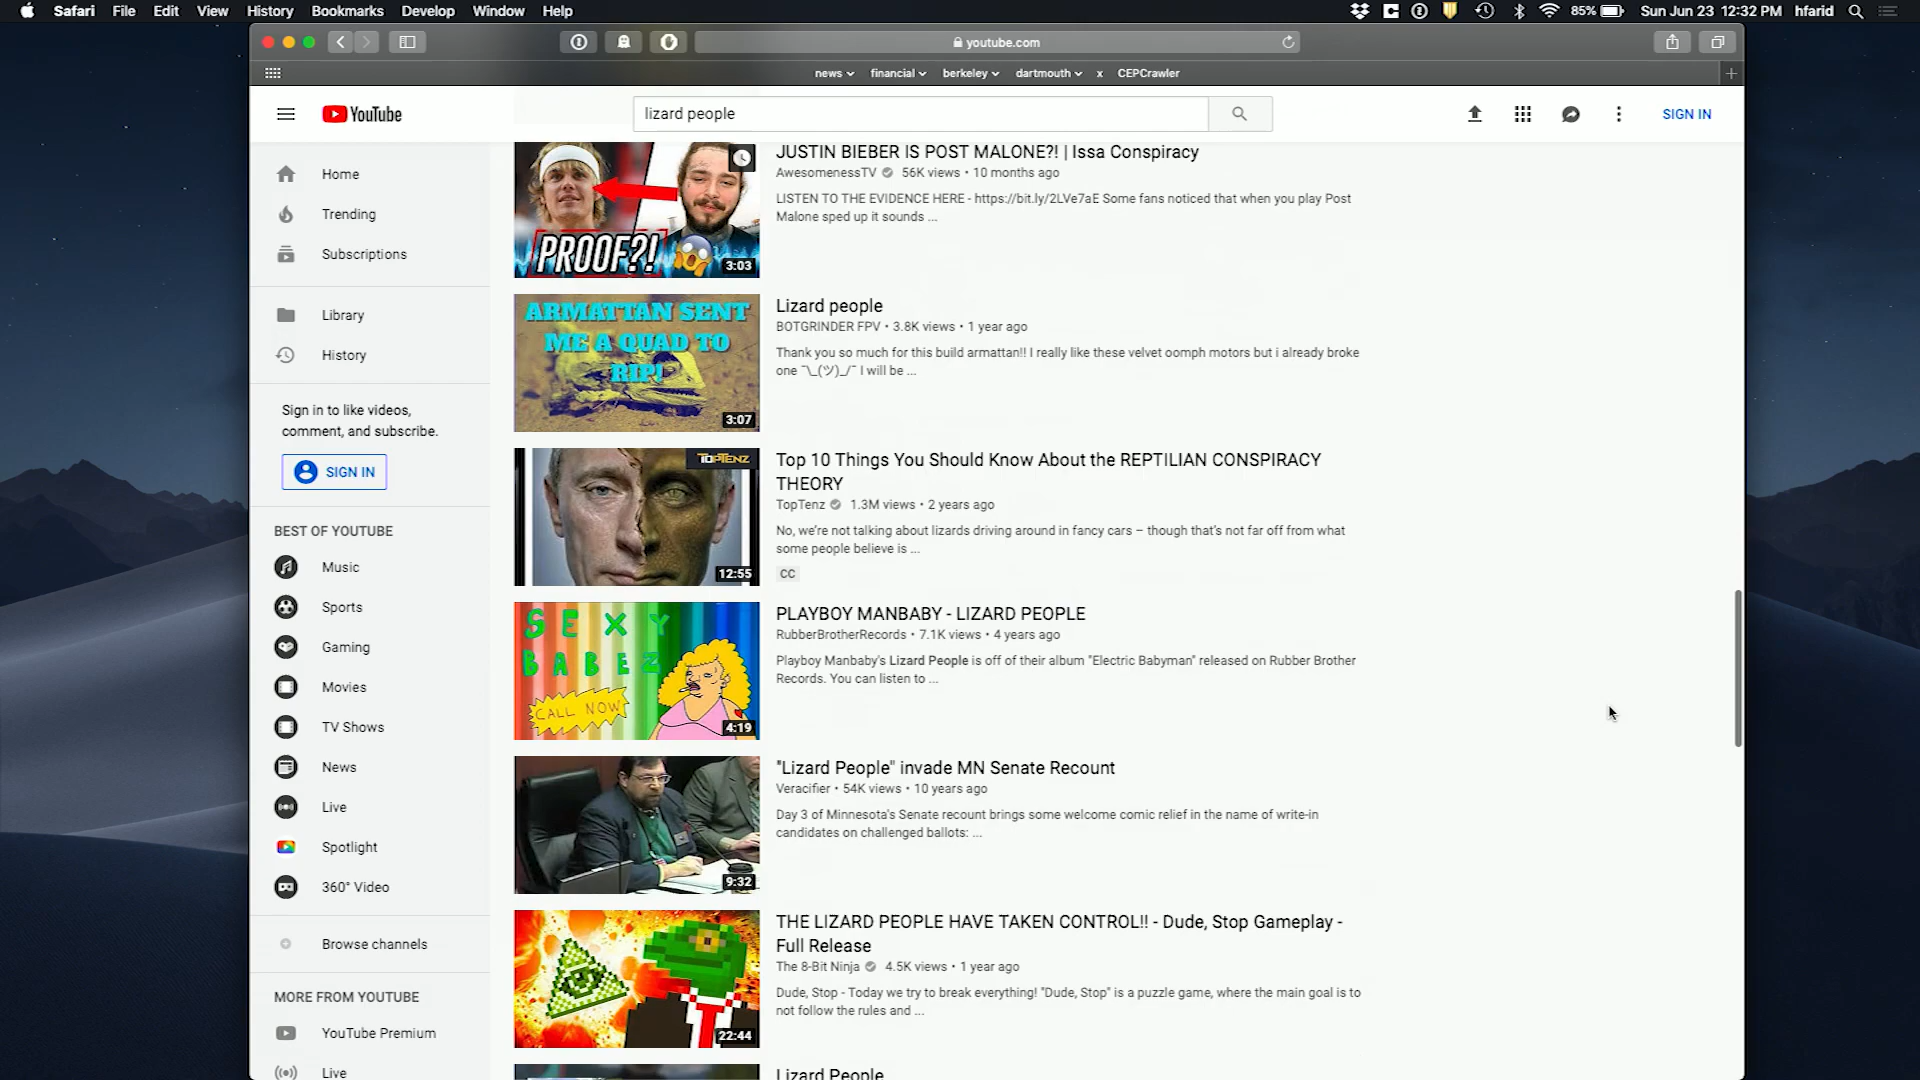 Safari File Edit View History Bookmarks Develop Window Help 85% Sun Jun 23 12:32 PM hfarid
youtube.com
news financial berkeley dartmouth x CEPCrawler
YouTube
lizard people
SIGN IN
Home
Trending
Subscriptions
Library
History
Sign in to like videos,
comment, and subscribe.
SIGN IN
BEST OF YOUTUBE
Music
Sports
Gaming
Movies
TV Shows
News
Live
Spotlight
360° Video
Browse channels
MORE FROM YOUTUBE
YouTube Premium
Live
PROOF?!
3:03
JUSTIN BIEBER IS POST MALONE?! | Issa Conspiracy
AwesomenessTV 56K views • 10 months ago
LISTEN TO THE EVIDENCE HERE - https://bit.ly/2LVe7aE Some fans noticed that when you play Post
Malone sped up it sounds ...
ARMATTAN SENT
ME A QUAD TO
RIP!
3:07
Lizard people
BOTGRINDER FPV • 3.8K views • 1 year ago
Thank you so much for this build armattan!! I really like these velvet oomph motors but i already broke
one ¯\_(ツ)_/¯ I will be ...
TOPTENZ
12:55
Top 10 Things You Should Know About the REPTILIAN CONSPIRACY
THEORY
TopTenz 1.3M views • 2 years ago
No, we're not talking about lizards driving around in fancy cars – though that's not far off from what
some people believe is ...
CC
SEXY
BABEZ
CALL NOW
4:19
PLAYBOY MANBABY - LIZARD PEOPLE
RubberBrotherRecords • 7.1K views • 4 years ago
Playboy Manbaby's Lizard People is off of their album "Electric Babyman" released on Rubber Brother
Records. You can listen to ...
9:32
"Lizard People" invade MN Senate Recount
Veracifier • 54K views • 10 years ago
Day 3 of Minnesota's Senate recount brings some welcome comic relief in the name of write-in
candidates on challenged ballots: ...
22:44
THE LIZARD PEOPLE HAVE TAKEN CONTROL!! - Dude, Stop Gameplay -
Full Release
The 8-Bit Ninja 4.5K views • 1 year ago
Dude, Stop - Today we try to break everything! "Dude, Stop" is a puzzle game, where the main goal is to
not follow the rules and ...
Lizard People